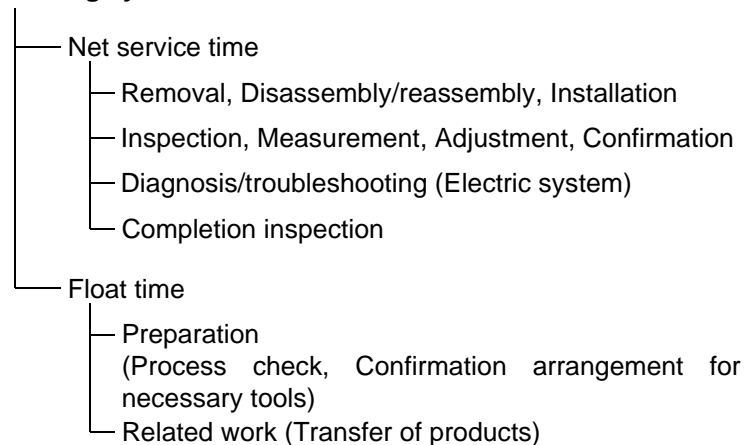 Net service time
Removal, Disassembly/reassembly, Installation
Inspection, Measurement, Adjustment, Confirmation
Diagnosis/troubleshooting (Electric system)
Completion inspection
Float time
Preparation
(Process check, Confirmation arrangement for
necessary tools)
Related work (Transfer of products)